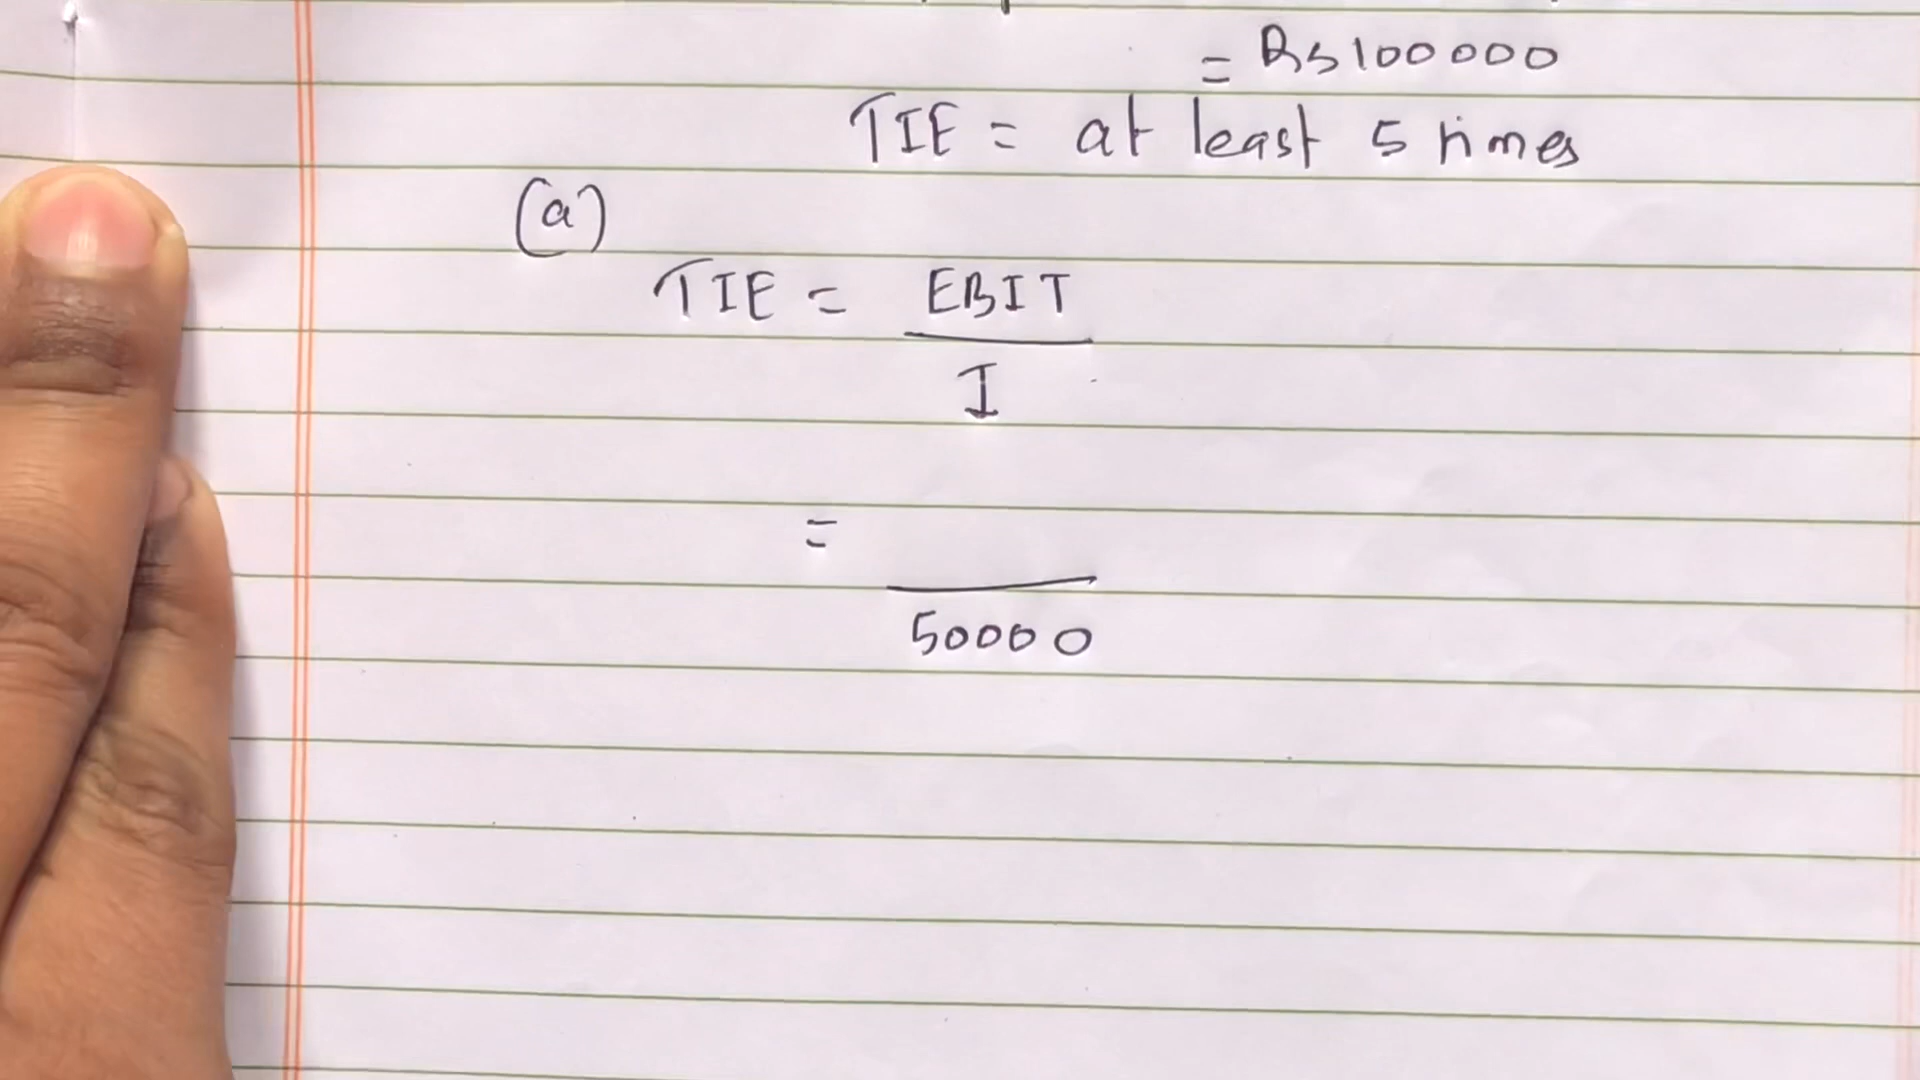 = Rs 100000
TIE = at least 5 times
(a)
TIE = EBIT
I
=
50000